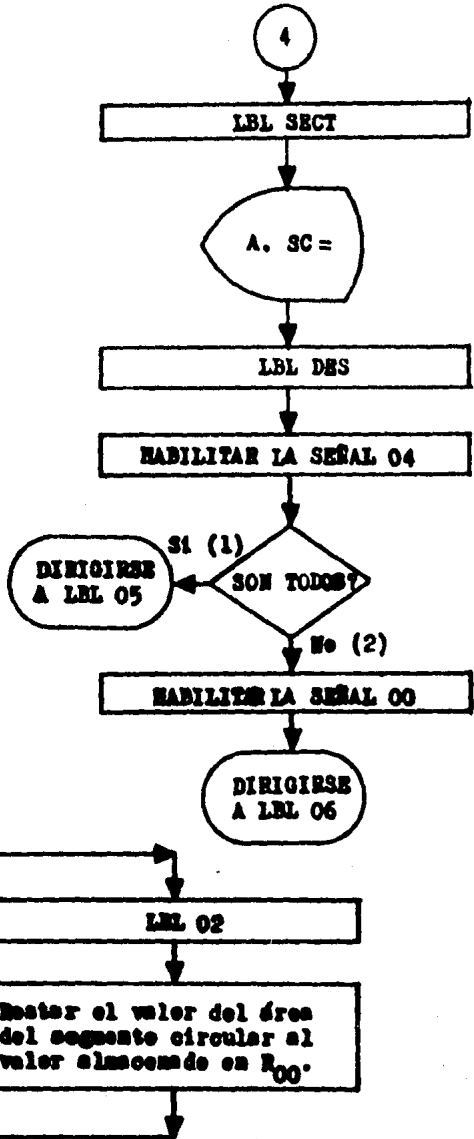 4
LBL SECT
A. SC =
LBL DES
HABILITAR LA SEÑAL 04
Si (1)
DIRIGIRSE
A LBL 05
SON TODOS?
No (2)
HABILITAR LA SEÑAL 00
DIRIGIRSE
A LBL 06
LBL 02
Restar el valor del área
del segmento circular al
valor almacenado en R00.